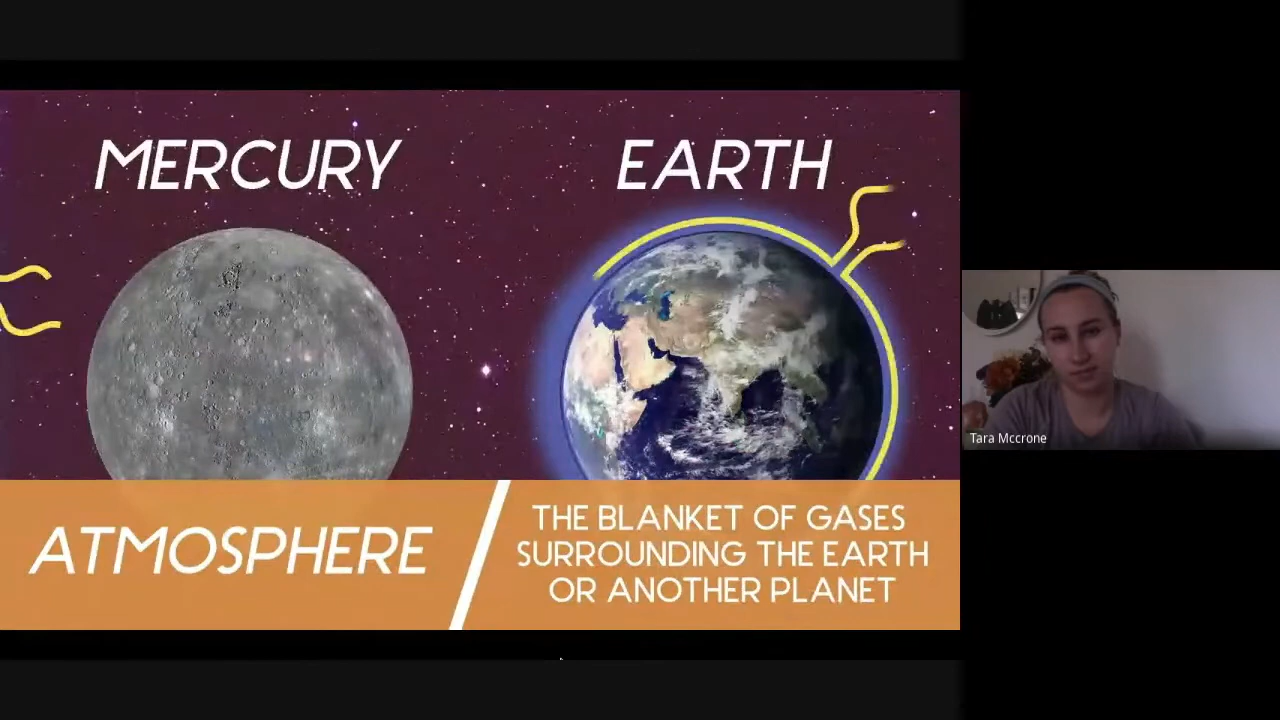 MERCURY
EARTH
ATMOSPHERE
THE BLANKET OF GASES
SURROUNDING THE EARTH
OR ANOTHER PLANET
Tara Mccrone